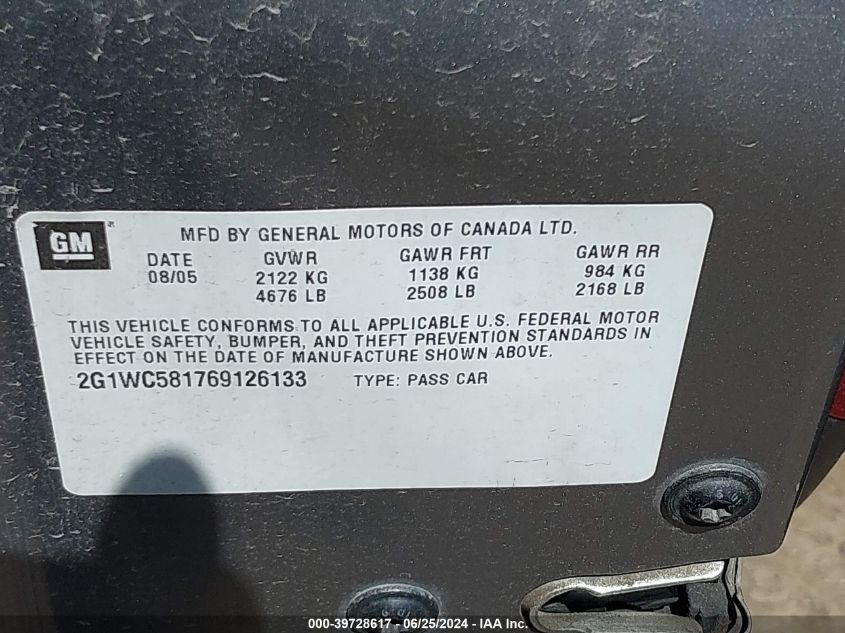 GM ®
MFD BY GENERAL MOTORS OF CANADA LTD.
DATE GVWR GAWR FRT GAWR RR
08/05 2122 KG 1138 KG 984 KG
4676 LB 2508 LB 2168 LB
THIS VEHICLE CONFORMS TO ALL APPLICABLE U.S. FEDERAL MOTOR
VEHICLE SAFETY, BUMPER, AND THEFT PREVENTION STANDARDS IN
EFFECT ON THE DATE OF MANUFACTURE SHOWN ABOVE.
2G1WC581769126133 TYPE: PASS CAR
000-39728617 - 06/25/2024 - IAA Inc.